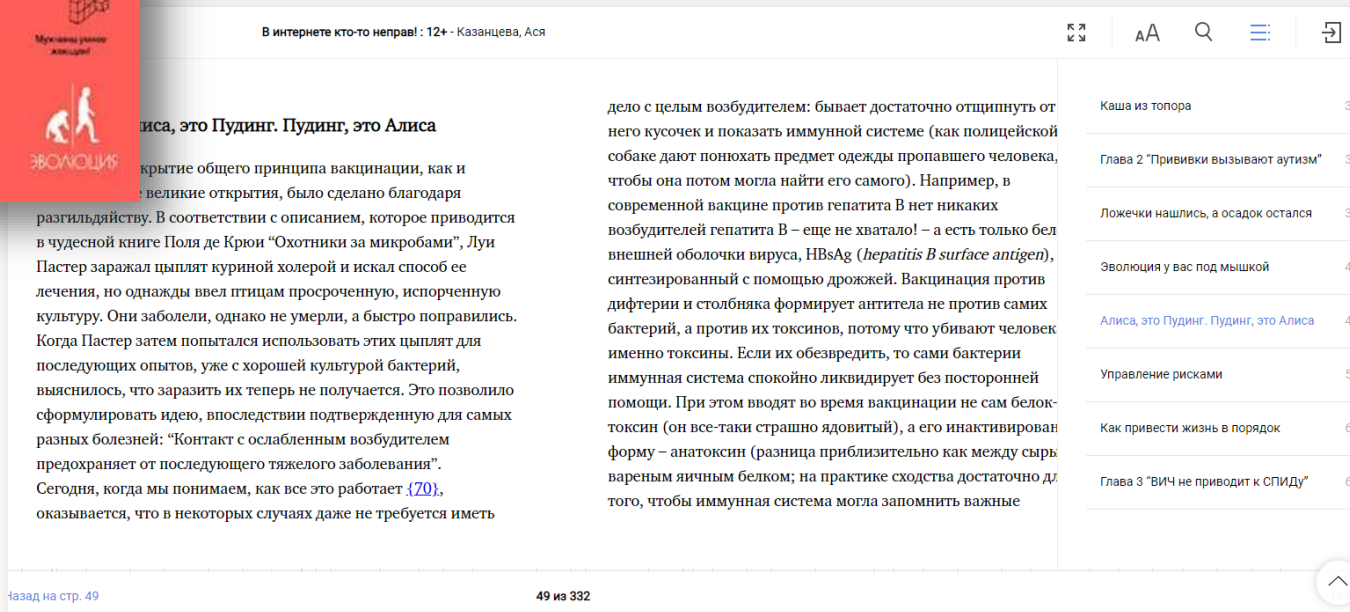 Мужчины умнее
женщин!
ЭВОЛЮЦИЯ
В интернете кто-то неправ! : 12+ - Казанцева, Ася
AA
иса, это Пудинг. Пудинг, это Алиса
крытие общего принципа вакцинации, как и
великие открытия, было сделано благодаря
разгильдяйству. В соответствии с описанием, которое приводится
в чудесной книге Поля де Крюи “Охотники за микробами”, Луи
Пастер заражал цыплят куриной холерой и искал способ ее
лечения, но однажды ввел птицам просроченную, испорченную
культуру. Они заболели, однако не умерли, а быстро поправились.
Когда Пастер затем попытался использовать этих цыплят для
последующих опытов, уже с хорошей культурой бактерий,
выяснилось, что заразить их теперь не получается. Это позволило
сформулировать идею, впоследствии подтвержденную для самых
разных болезней: “Контакт с ослабленным возбудителем
предохраняет от последующего тяжелого заболевания”.
Сегодня, когда мы понимаем, как все это работает {70},
оказывается, что в некоторых случаях даже не требуется иметь
дело с целым возбудителем: бывает достаточно отщипнуть от
него кусочек и показать иммунной системе (как полицейской
собаке дают понюхать предмет одежды пропавшего человека,
чтобы она потом могла найти его самого). Например, в
современной вакцине против гепатита B нет никаких
возбудителей гепатита B – еще не хватало! – а есть только бел
внешней оболочки вируса, HBsAg (hepatitis B surface antigen),
синтезированный с помощью дрожжей. Вакцинация против
дифтерии и столбняка формирует антитела не против самих
бактерий, а против их токсинов, потому что убивают человек
именно токсины. Если их обезвредить, то сами бактерии
иммунная система спокойно ликвидирует без посторонней
помощи. При этом вводят во время вакцинации не сам белок-
токсин (он все-таки страшно ядовитый), а его инактивирован
форму – анатоксин (разница приблизительно как между сыры
вареным яичным белком; на практике сходства достаточно дл
того, чтобы иммунная система могла запомнить важные
Каша из топора 3
Глава 2 “Прививки вызывают аутизм” 3
Ложечки нашлись, а осадок остался 3
Эволюция у вас под мышкой 4
Алиса, это Пудинг. Пудинг, это Алиса 4
Управление рисками 5
Как привести жизнь в порядок 6
Глава 3 “ВИЧ не приводит к СПИДу” 6
Назад на стр. 49
49 из 332